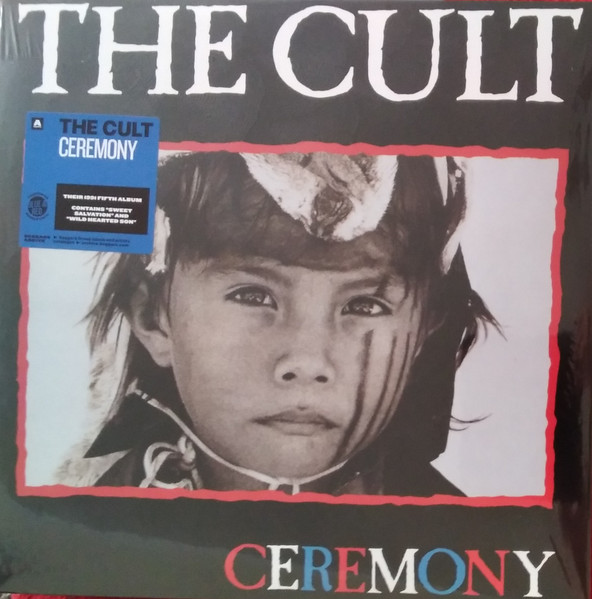 THE CULT
THE CULT
CEREMONY
THEIR 1991 FIFTH ALBUM
CONTAINS "SWEET
SALVATION" AND
"WILD HEARTED SON"
CEREMONY